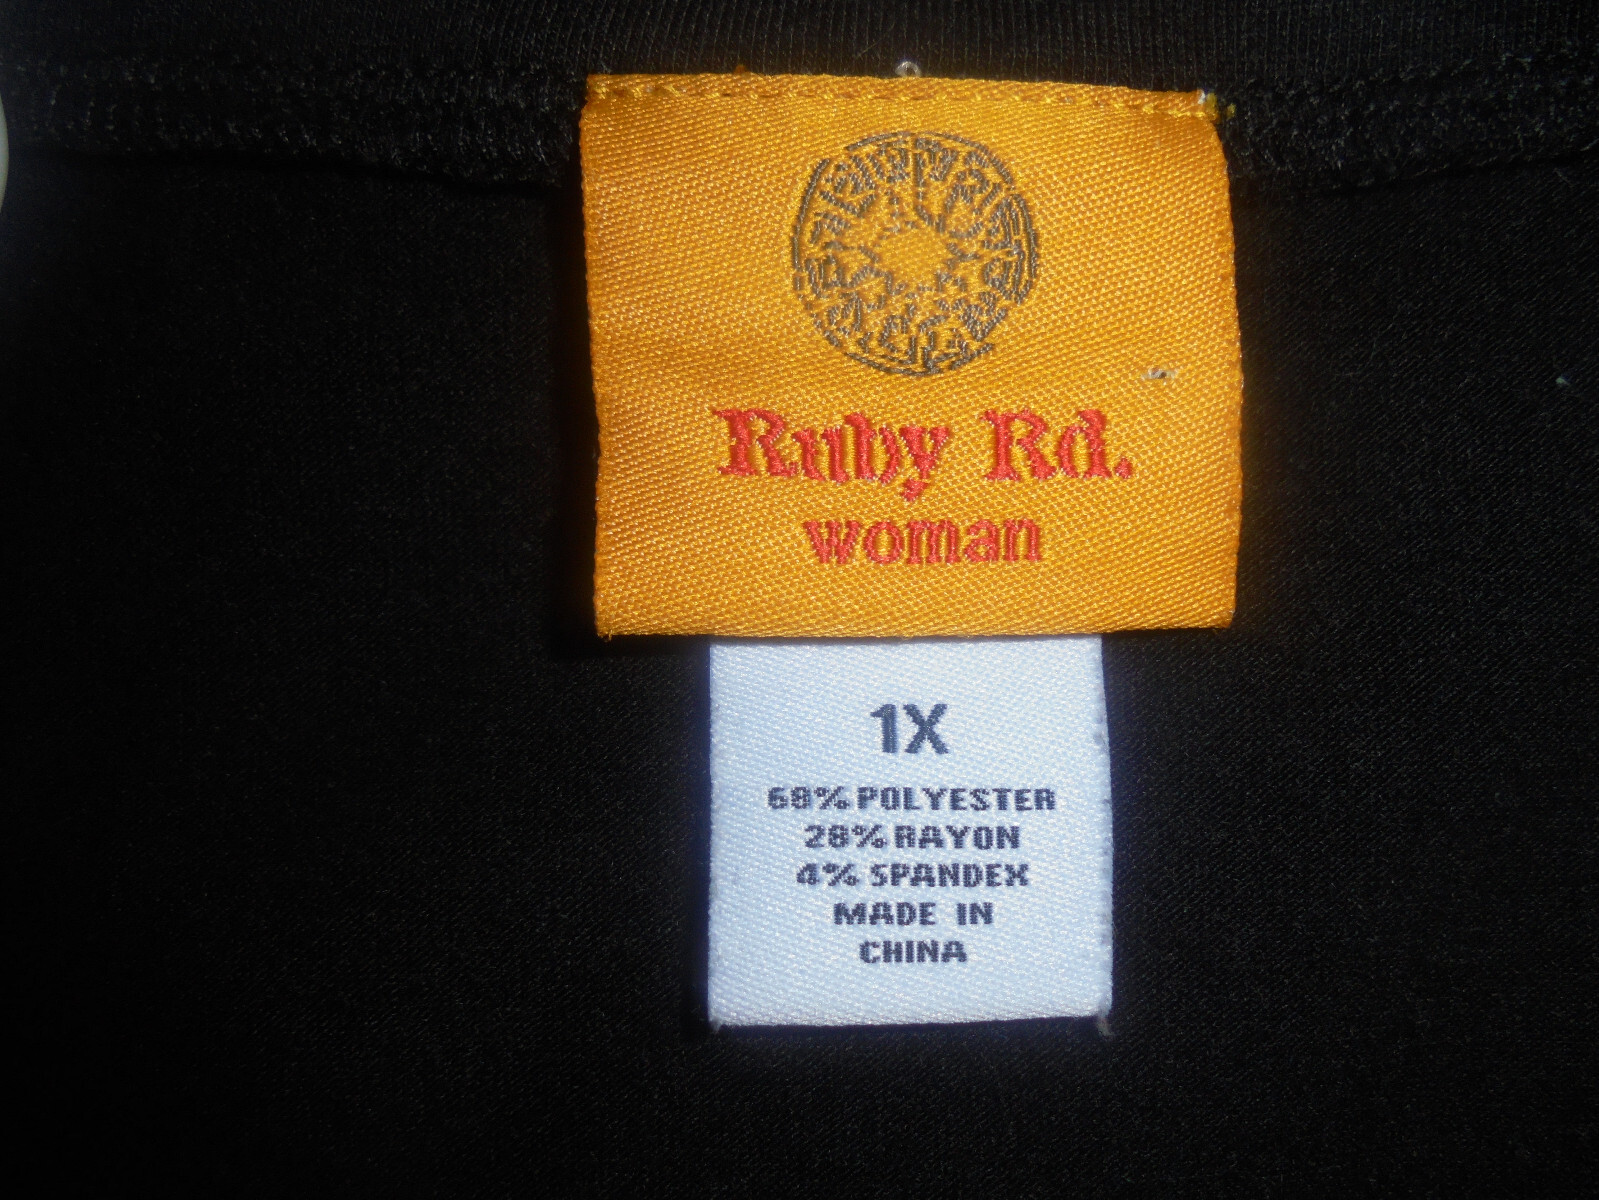 Ruby Rd.
woman
1X
68% POLYESTER
28% RAYON
4% SPANDEX
MADE IN
CHINA